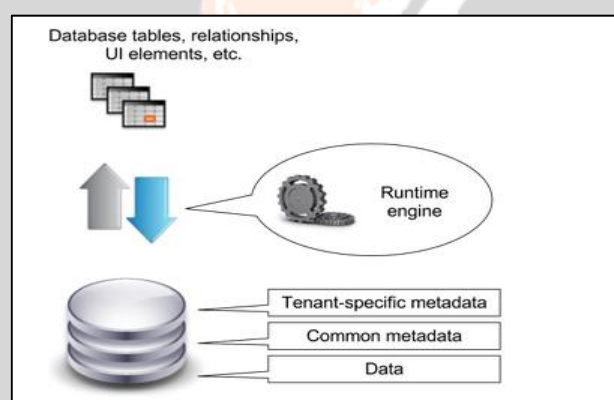 Database tables, relationships,
UI elements, etc.
Runtime
engine
Tenant-specific metadata
Common metadata
Data